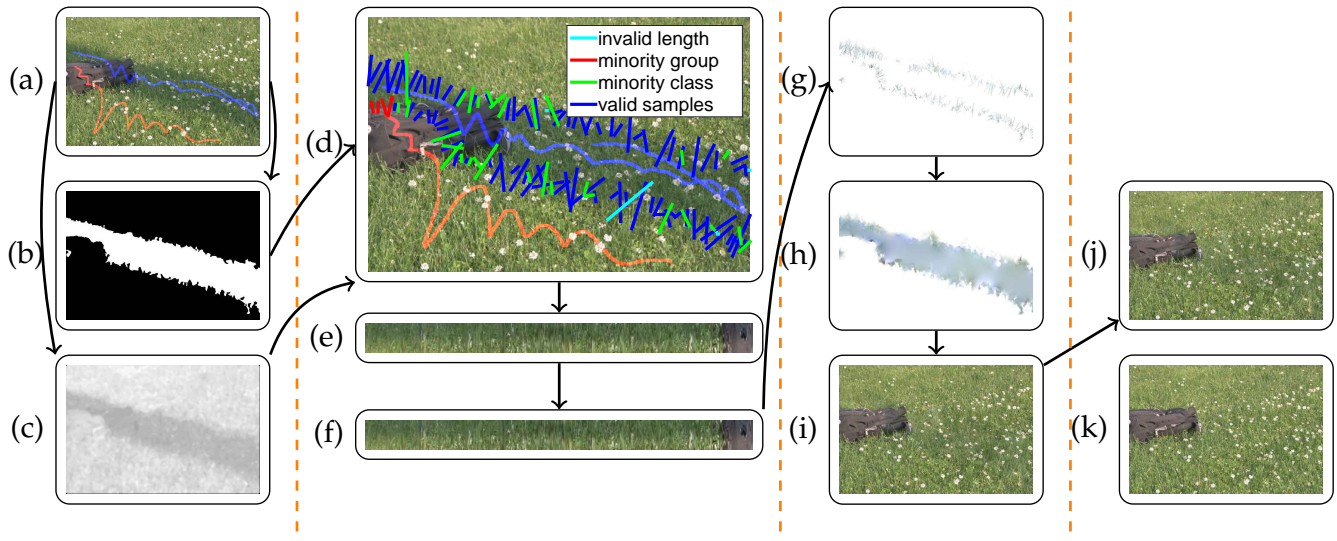 (a)
(b)
(c)
(d)
invalid length
minority group
minority class
valid samples
(e)
(f)
(g)
(h)
(i)
(j)
(k)